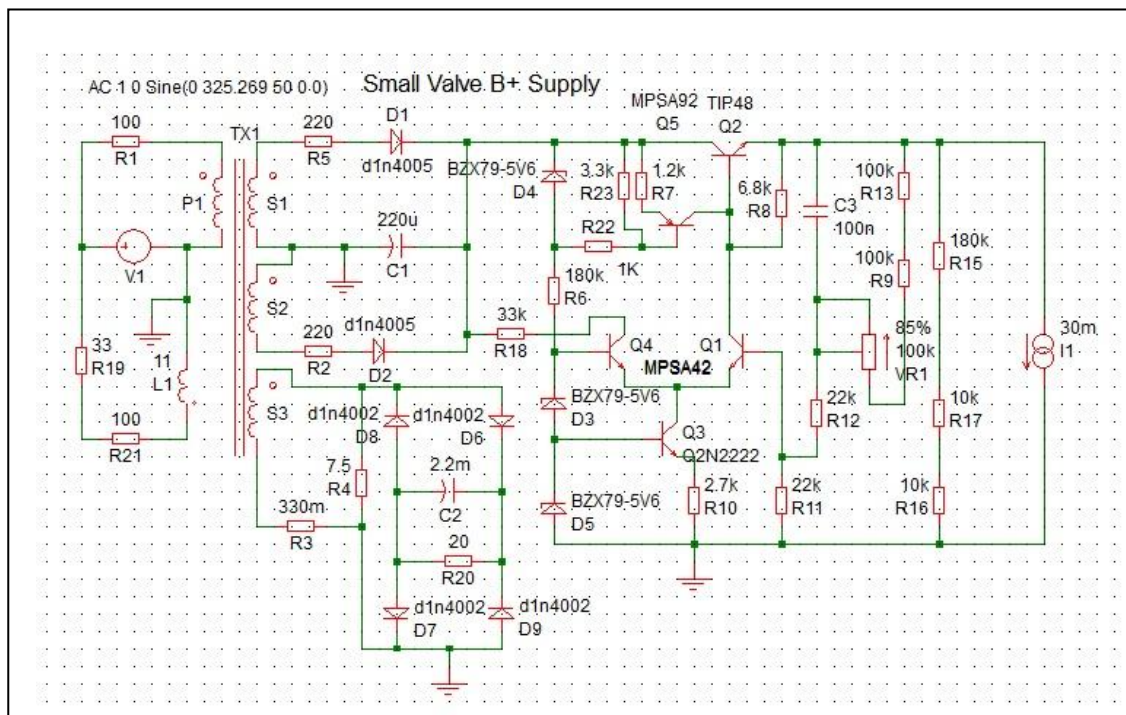 AC 1 0 Sine(0 325.269 50 0 0)
Small Valve B+ Supply
MPSA92
Q5
TIP48
Q2
100
R1
TX1
220
R5
D1
d1n4005
BZX79-5V6
D4
3.3k
R23
1.2k
R7
6.8k
R8
C3
100n
100k
R13
P1
S1
220u
C1
R22
1K
V1
S2
180k
R6
100k
R9
180k
R15
33
R19
11
L1
220
R2
d1n4005
D2
33k
R18
Q4
Q1
MPSA42
85%
100k
VR1
30m
I1
100
R21
S3
d1n4002
D8
d1n4002
D6
BZX79-5V6
D3
Q3
Q2N2222
22k
R12
10k
R17
7.5
R4
2.2m
C2
330m
R3
BZX79-5V6
D5
2.7k
R10
22k
R11
10k
R16
20
R20
d1n4002
D7
d1n4002
D9